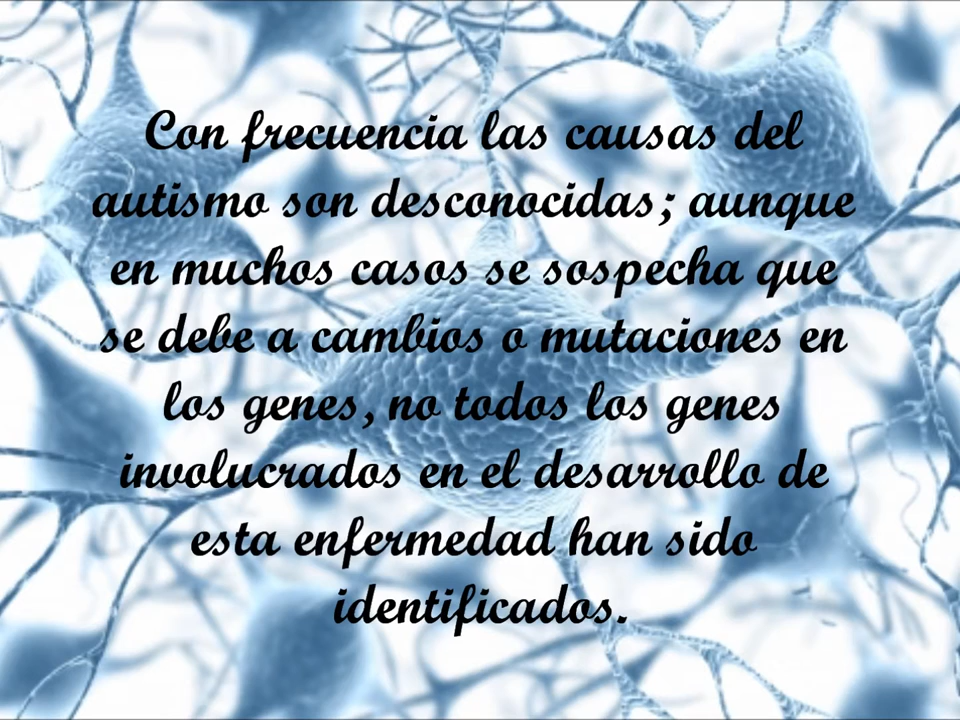 Con frecuencia las causas del
autismo son desconocidas; aunque
en muchos casos se sospecha que
se debe a cambios o mutaciones en
los genes, no todos los genes
involucrados en el desarrollo de
esta enfermedad han sido
identificados.